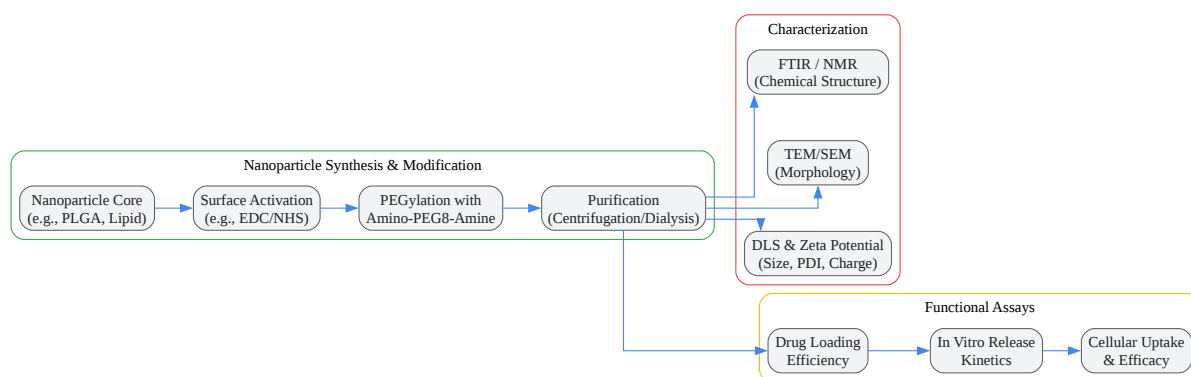 Characterization
FTIR / NMR
(Chemical Structure)
TEM/SEM
(Morphology)
DLS & Zeta Potential
(Size, PDI, Charge)
Nanoparticle Synthesis & Modification
Nanoparticle Core
(e.g., PLGA, Lipid)
Surface Activation
(e.g., EDC/NHS)
PEGylation with
Amino-PEG8-Amine
Purification
(Centrifugation/Dialysis)
Functional Assays
Drug Loading
Efficiency
In Vitro Release
Kinetics
Cellular Uptake
& Efficacy